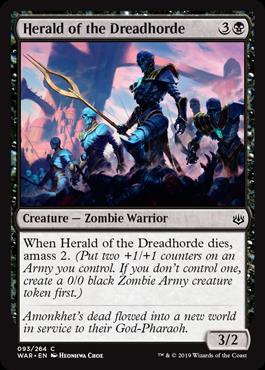 Herald of the Dreadhorde 3
Creature — Zombie Warrior
When Herald of the Dreadhorde dies,
amass 2. (Put two +1/+1 counters on an
Army you control. If you don't control one,
create a 0/0 black Zombie Army creature
token first.)
Amonkhet's dead flowed into a new world
in service to their God-Pharaoh.
3/2
093/264 C
WAR • EN Heonhwa Choe
™ & © 2019 Wizards of the Coast